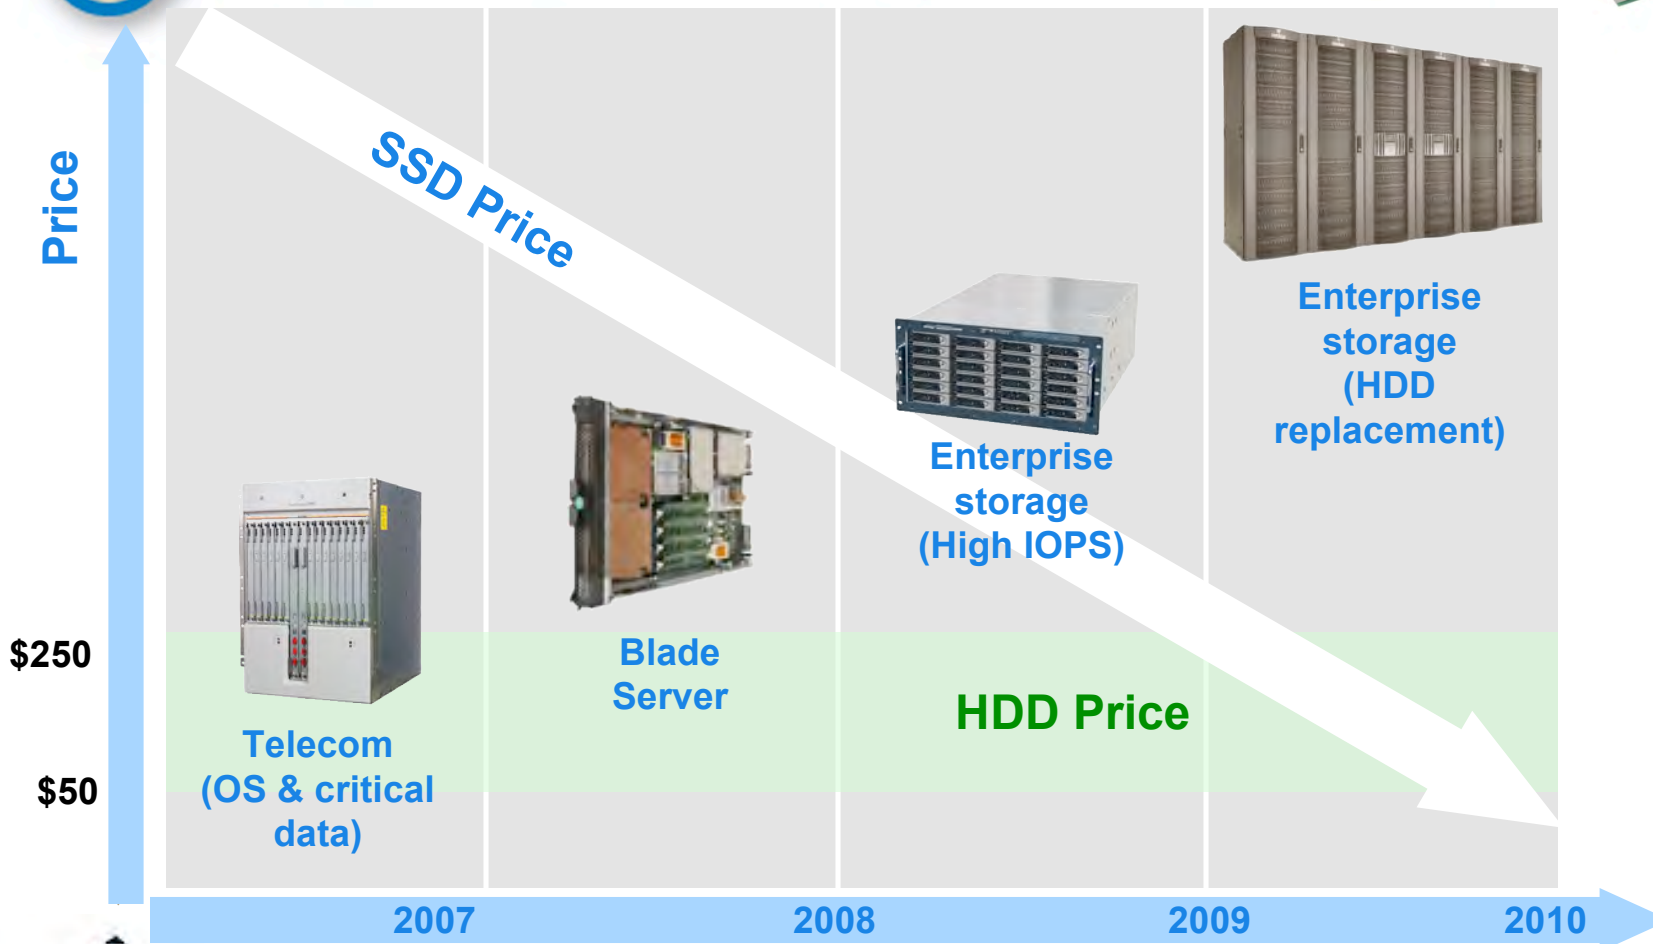 Price
SSD Price
Enterprise
storage
(HDD
replacement)
Enterprise
storage
(High IOPS)
$250
Blade
Server
HDD Price
Telecom
(OS & critical
data)
$50
2007
2008
2009
2010